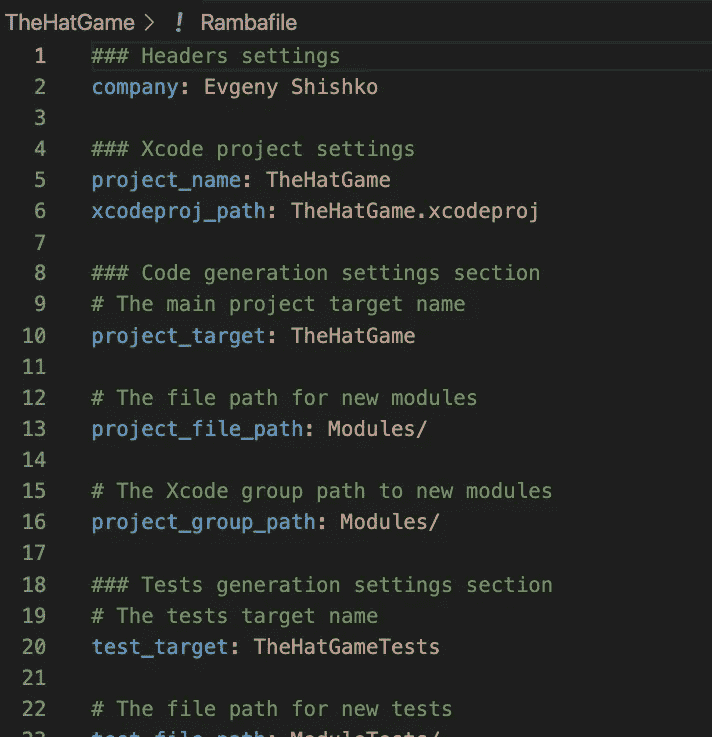 TheHatGame > ! Rambafile
1 ### Headers settings
2 company: Evgeny Shishko
3
4 ### Xcode project settings
5 project_name: TheHatGame
6 xcodeproj_path: TheHatGame.xcodeproj
7
8 ### Code generation settings section
9 # The main project target name
10 project_target: TheHatGame
11
12 # The file path for new modules
13 project_file_path: Modules/
14
15 # The Xcode group path to new modules
16 project_group_path: Modules/
17
18 ### Tests generation settings section
19 # The tests target name
20 test_target: TheHatGameTests
21
22 # The file path for new tests
23 test_file_path: ModuleTests/